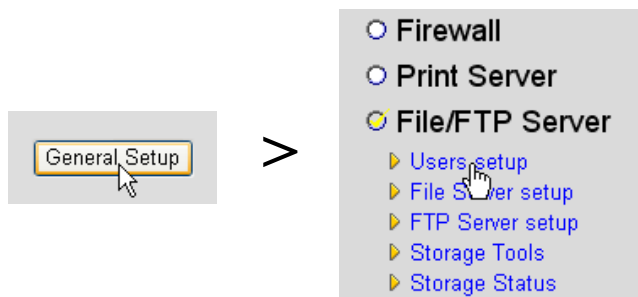 General Setup
>
Firewall
Print Server
File/FTP Server
Users setup
File Server setup
FTP Server setup
Storage Tools
Storage Status